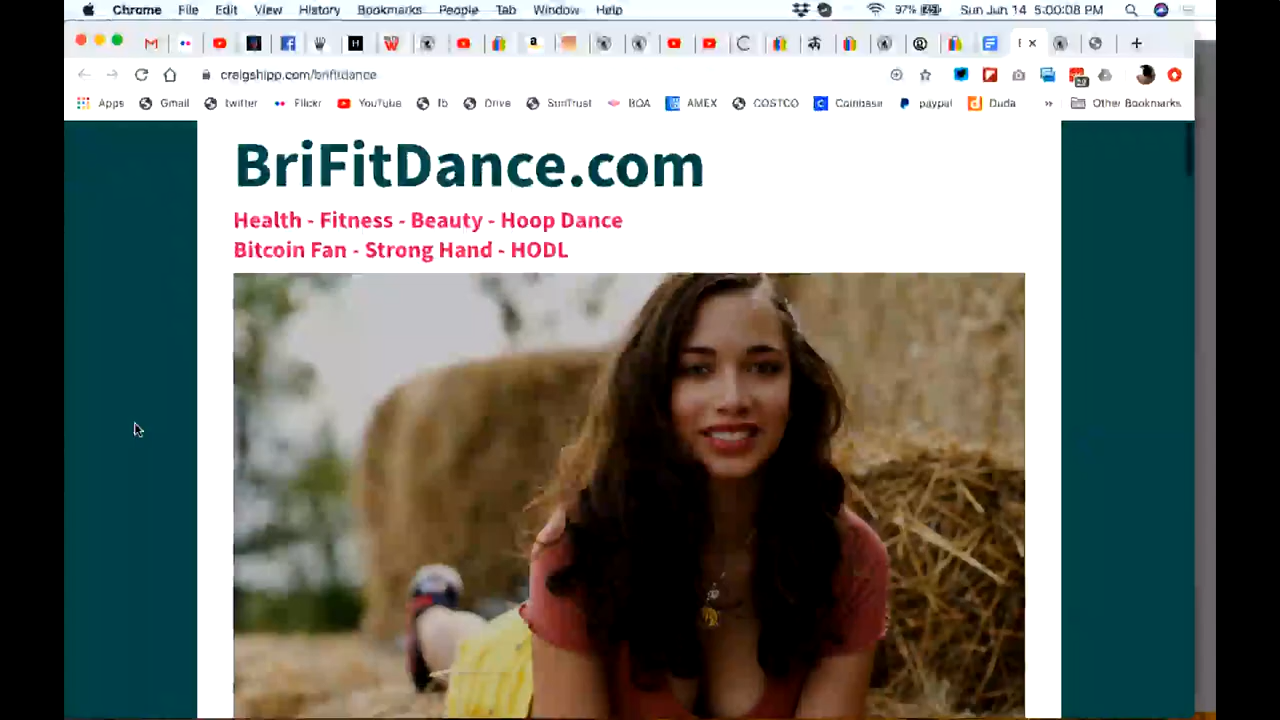 Chrome File Edit View History Bookmarks People Tab Window Help 97% Sun Jun 14 5:00:08 PM
craigshipp.com/brifitdance
Apps Gmail twitter Flickr YouTube fb Drive SunTrust BOA AMEX COSTCO Coinbase paypal Duda » Other Bookmarks
BriFitDance.com
Health - Fitness - Beauty - Hoop Dance
Bitcoin Fan - Strong Hand - HODL